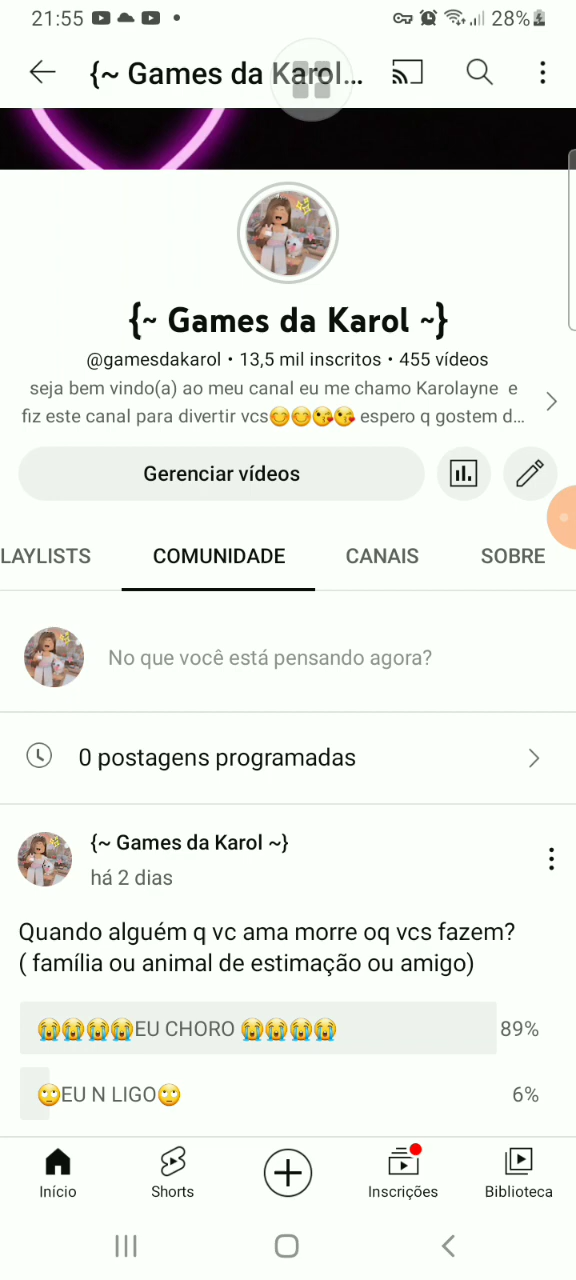 21:55
28%
{~ Games da Karol...
{~ Games da Karol ~}
@gamesdakarol • 13,5 mil inscritos • 455 vídeos
seja bem vindo(a) ao meu canal eu me chamo Karolayne e
fiz este canal para divertir vcs😊😊😘😘 espero q gostem d...
Gerenciar vídeos
LAYLISTS COMUNIDADE CANAIS SOBRE
No que você está pensando agora?
0 postagens programadas
{~ Games da Karol ~}
há 2 dias
Quando alguém q vc ama morre oq vcs fazem?
( família ou animal de estimação ou amigo)
😭😭😭😭EU CHORO 😭😭😭😭 89%
🙄EU N LIGO🙄 6%
Início Shorts Inscrições Biblioteca